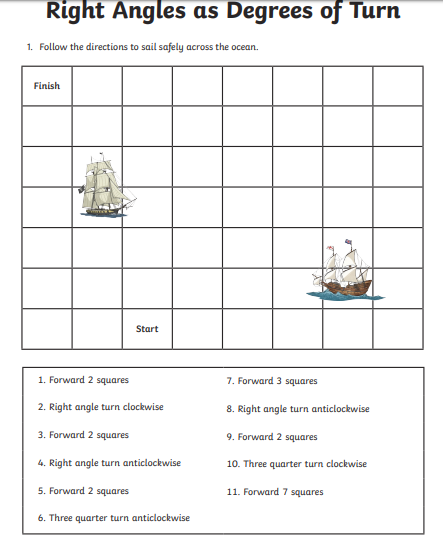 Right Angles as Degrees of Turn
1. Follow the directions to sail safely across the ocean.
Finish
Start
1. Forward 2 squares
2. Right angle turn clockwise
3. Forward 2 squares
4. Right angle turn anticlockwise
5. Forward 2 squares
6. Three quarter turn anticlockwise
7. Forward 3 squares
8. Right angle turn anticlockwise
9. Forward 2 squares
10. Three quarter turn clockwise
11. Forward 7 squares